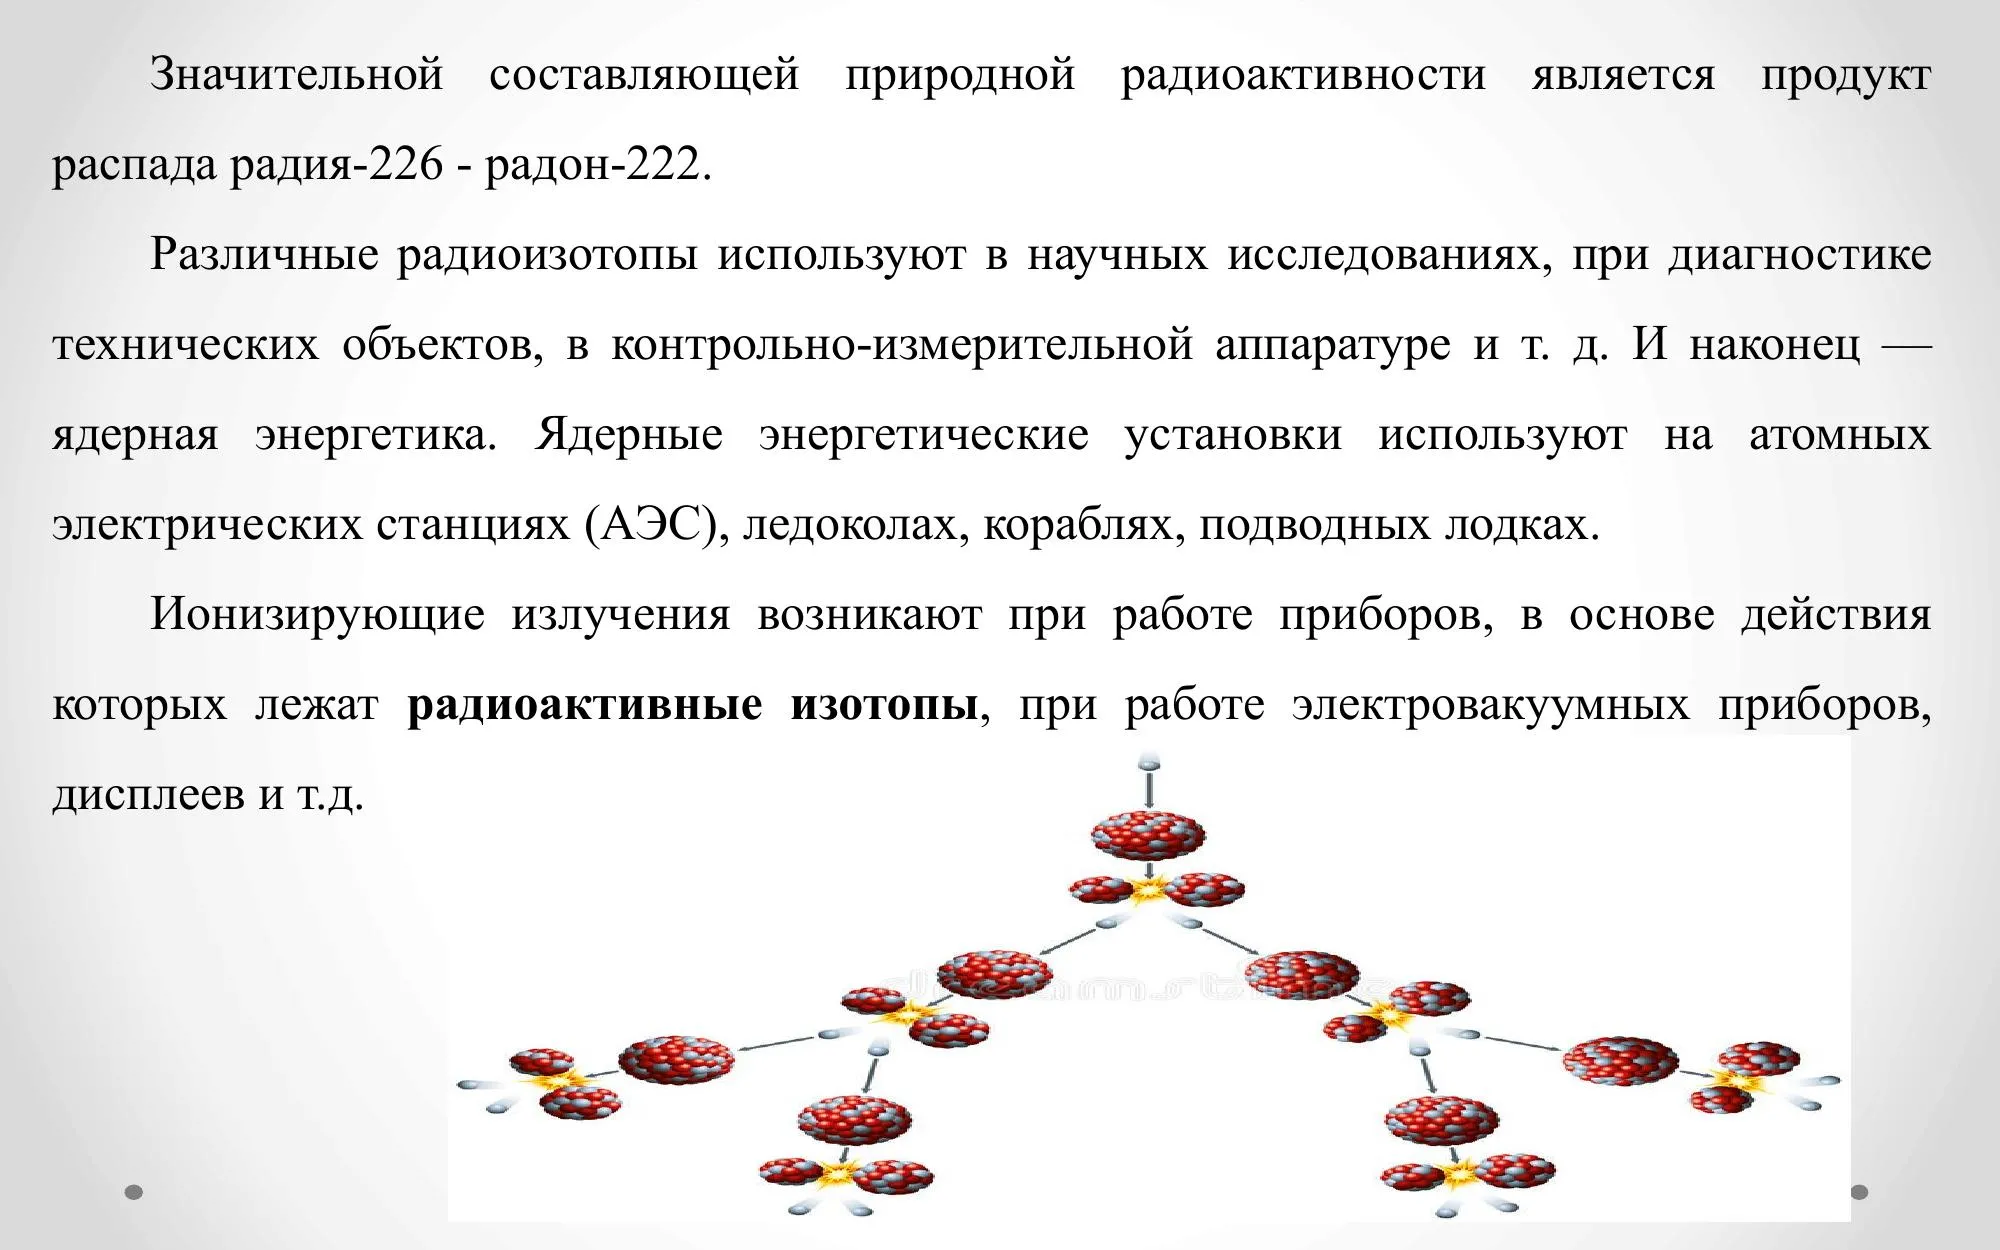 Значительной составляющей природной радиоактивности является продукт
распада радия-226 - радон-222.
Различные радиоизотопы используют в научных исследованиях, при диагностике
технических объектов, в контрольно-измерительной аппаратуре и т. д. И наконец —
ядерная энергетика. Ядерные энергетические установки используют на атомных
электрических станциях (АЭС), ледоколах, кораблях, подводных лодках.
Ионизирующие излучения возникают при работе приборов, в основе действия
которых лежат радиоактивные изотопы, при работе электровакуумных приборов,
дисплеев и т.д.